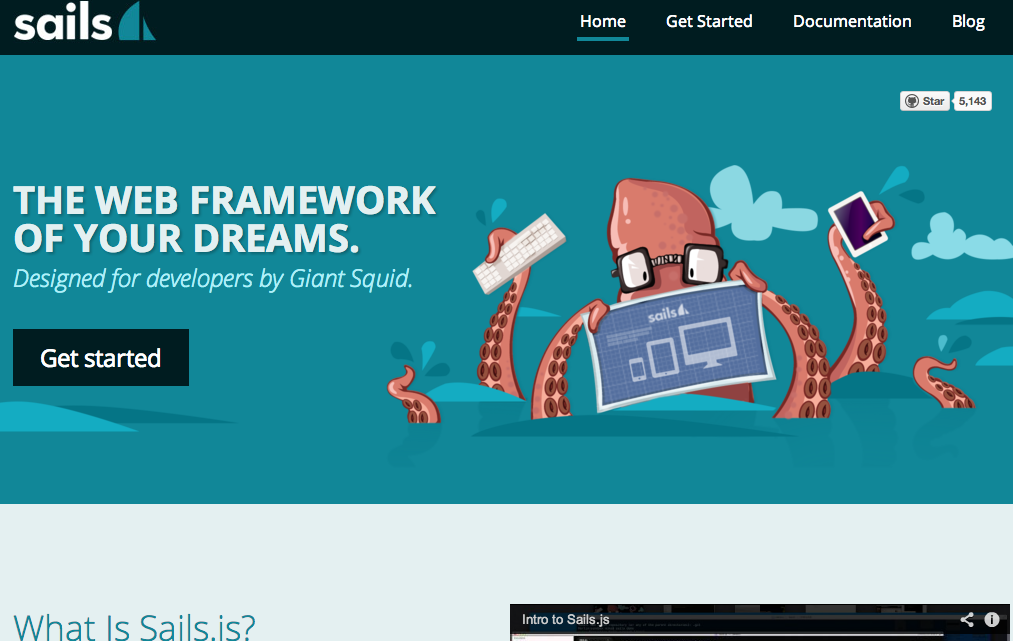 sails
Home
Get Started
Documentation
Blog
Star
5,143
THE WEB FRAMEWORK
OF YOUR DREAMS.
Designed for developers by Giant Squid.
Get started
sails
What Is Sails.js?
Intro to Sails.js